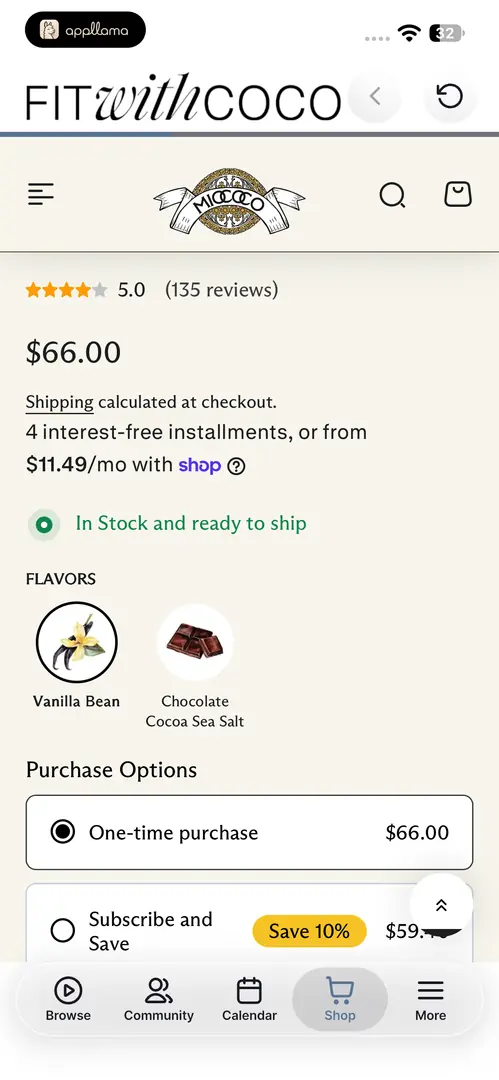 appllama
32
FITwithCOCO
MIOCOCO
5.0 (135 reviews)
$66.00
Shipping calculated at checkout.
4 interest-free installments, or from
$11.49/mo with shop ?
In Stock and ready to ship
FLAVORS
Vanilla Bean
Chocolate
Cocoa Sea Salt
Purchase Options
One-time purchase $66.00
Subscribe and
Save
Save 10%
Browse Community Calendar Shop More